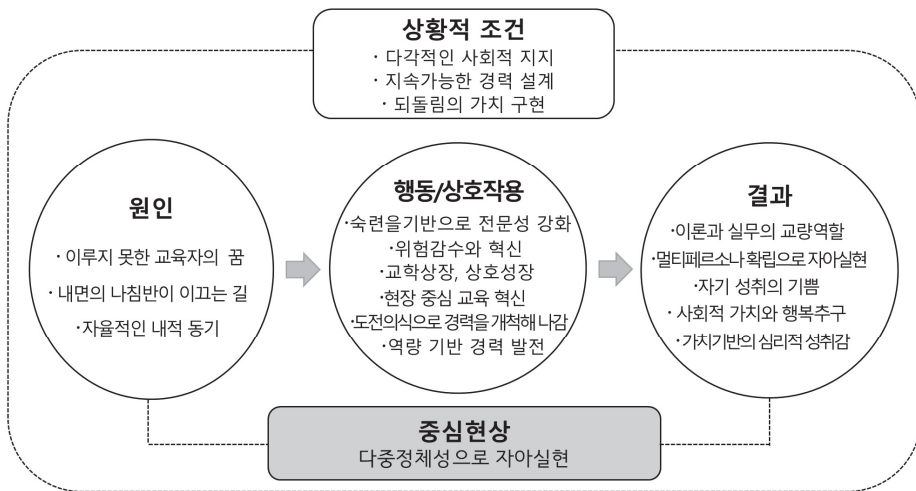 상황적 조건
· 다각적인 사회적 지지
· 지속가능한 경력 설계
· 되돌림의 가치 구현
원인
· 이루지 못한 교육자의 꿈
· 내면의 나침반이 이끄는 길
·자율적인 내적 동기
행동/상호작용
·숙련을기반으로 전문성 강화
·위험감수와 혁신
·교학상장, 상호성장
·현장 중심 교육 혁신
·도전의식으로 경력을 개척해 나감
·역량 기반 경력 발전
결과
·이론과 실무의 교량역할
·멀티페르소나 확립으로 자아실현
·자기 성취의 기쁨
·사회적 가치와 행복추구
·가치기반의 심리적 성취감
중심현상
다중정체성으로 자아실현